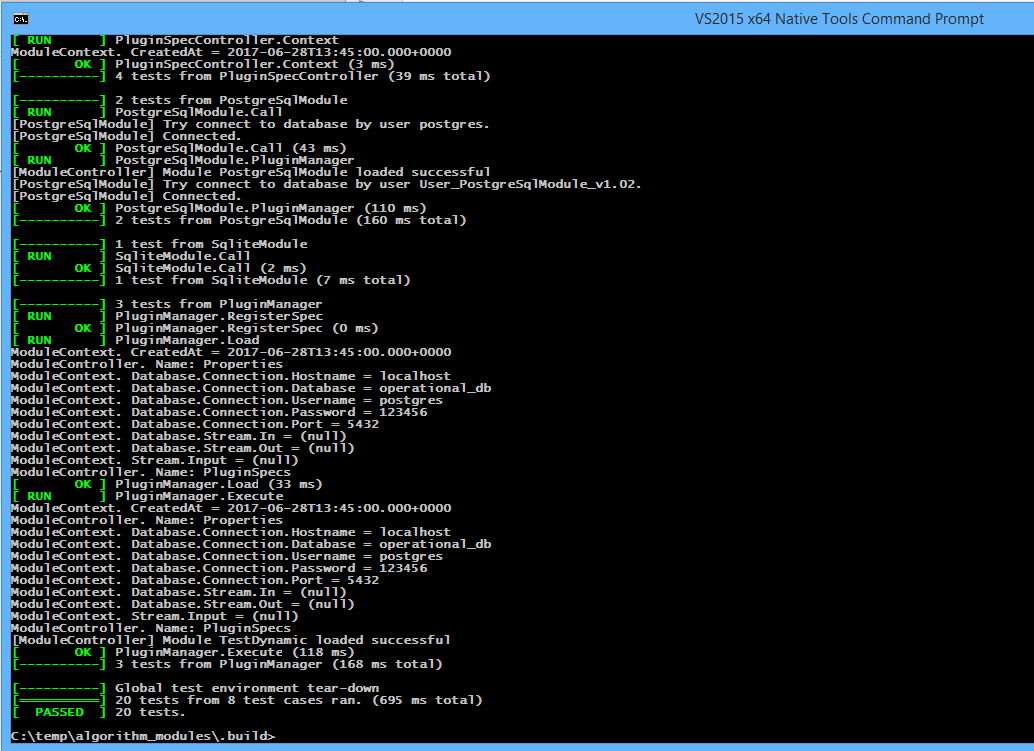 VS2015 x64 Native Tools Command Prompt
[ RUN      ] PluginSpecController.Context
ModuleContext. CreatedAt = 2017-06-28T13:45:00.000+0000
[       OK ] PluginSpecController.Context (3 ms)
[----------] 4 tests from PluginSpecController (39 ms total)

[----------] 2 tests from PostgreSqlModule
[ RUN      ] PostgreSqlModule.Call
[PostgreSqlModule] Try connect to database by user postgres.
[PostgreSqlModule] Connected.
[       OK ] PostgreSqlModule.Call (43 ms)
[ RUN      ] PostgreSqlModule.PluginManager
[ModuleController] Module PostgreSqlModule loaded successful
[PostgreSqlModule] Try connect to database by user User_PostgreSqlModule_v1.02.
[PostgreSqlModule] Connected.
[       OK ] PostgreSqlModule.PluginManager (110 ms)
[----------] 2 tests from PostgreSqlModule (160 ms total)

[----------] 1 test from SqliteModule
[ RUN      ] SqliteModule.Call
[       OK ] SqliteModule.Call (2 ms)
[----------] 1 test from SqliteModule (7 ms total)

[----------] 3 tests from PluginManager
[ RUN      ] PluginManager.RegisterSpec
[       OK ] PluginManager.RegisterSpec (0 ms)
[ RUN      ] PluginManager.Load
ModuleContext. CreatedAt = 2017-06-28T13:45:00.000+0000
ModuleController. Name: Properties
ModuleContext. Database.Connection.Hostname = localhost
ModuleContext. Database.Connection.Database = operational_db
ModuleContext. Database.Connection.Username = postgres
ModuleContext. Database.Connection.Password = 123456
ModuleContext. Database.Connection.Port = 5432
ModuleContext. Database.Stream.In = (null)
ModuleContext. Database.Stream.Out = (null)
ModuleContext. Stream.Input = (null)
ModuleController. Name: PluginSpecs
[       OK ] PluginManager.Load (33 ms)
[ RUN      ] PluginManager.Execute
ModuleContext. CreatedAt = 2017-06-28T13:45:00.000+0000
ModuleController. Name: Properties
ModuleContext. Database.Connection.Hostname = localhost
ModuleContext. Database.Connection.Database = operational_db
ModuleContext. Database.Connection.Username = postgres
ModuleContext. Database.Connection.Password = 123456
ModuleContext. Database.Connection.Port = 5432
ModuleContext. Database.Stream.In = (null)
ModuleContext. Database.Stream.Out = (null)
ModuleContext. Stream.Input = (null)
ModuleController. Name: PluginSpecs
[ModuleController] Module TestDynamic loaded successful
[       OK ] PluginManager.Execute (118 ms)
[----------] 3 tests from PluginManager (168 ms total)

[----------] Global test environment tear-down
[==========] 20 tests from 8 test cases ran. (695 ms total)
[  PASSED  ] 20 tests.

C:\temp\algorithm_modules\.build>